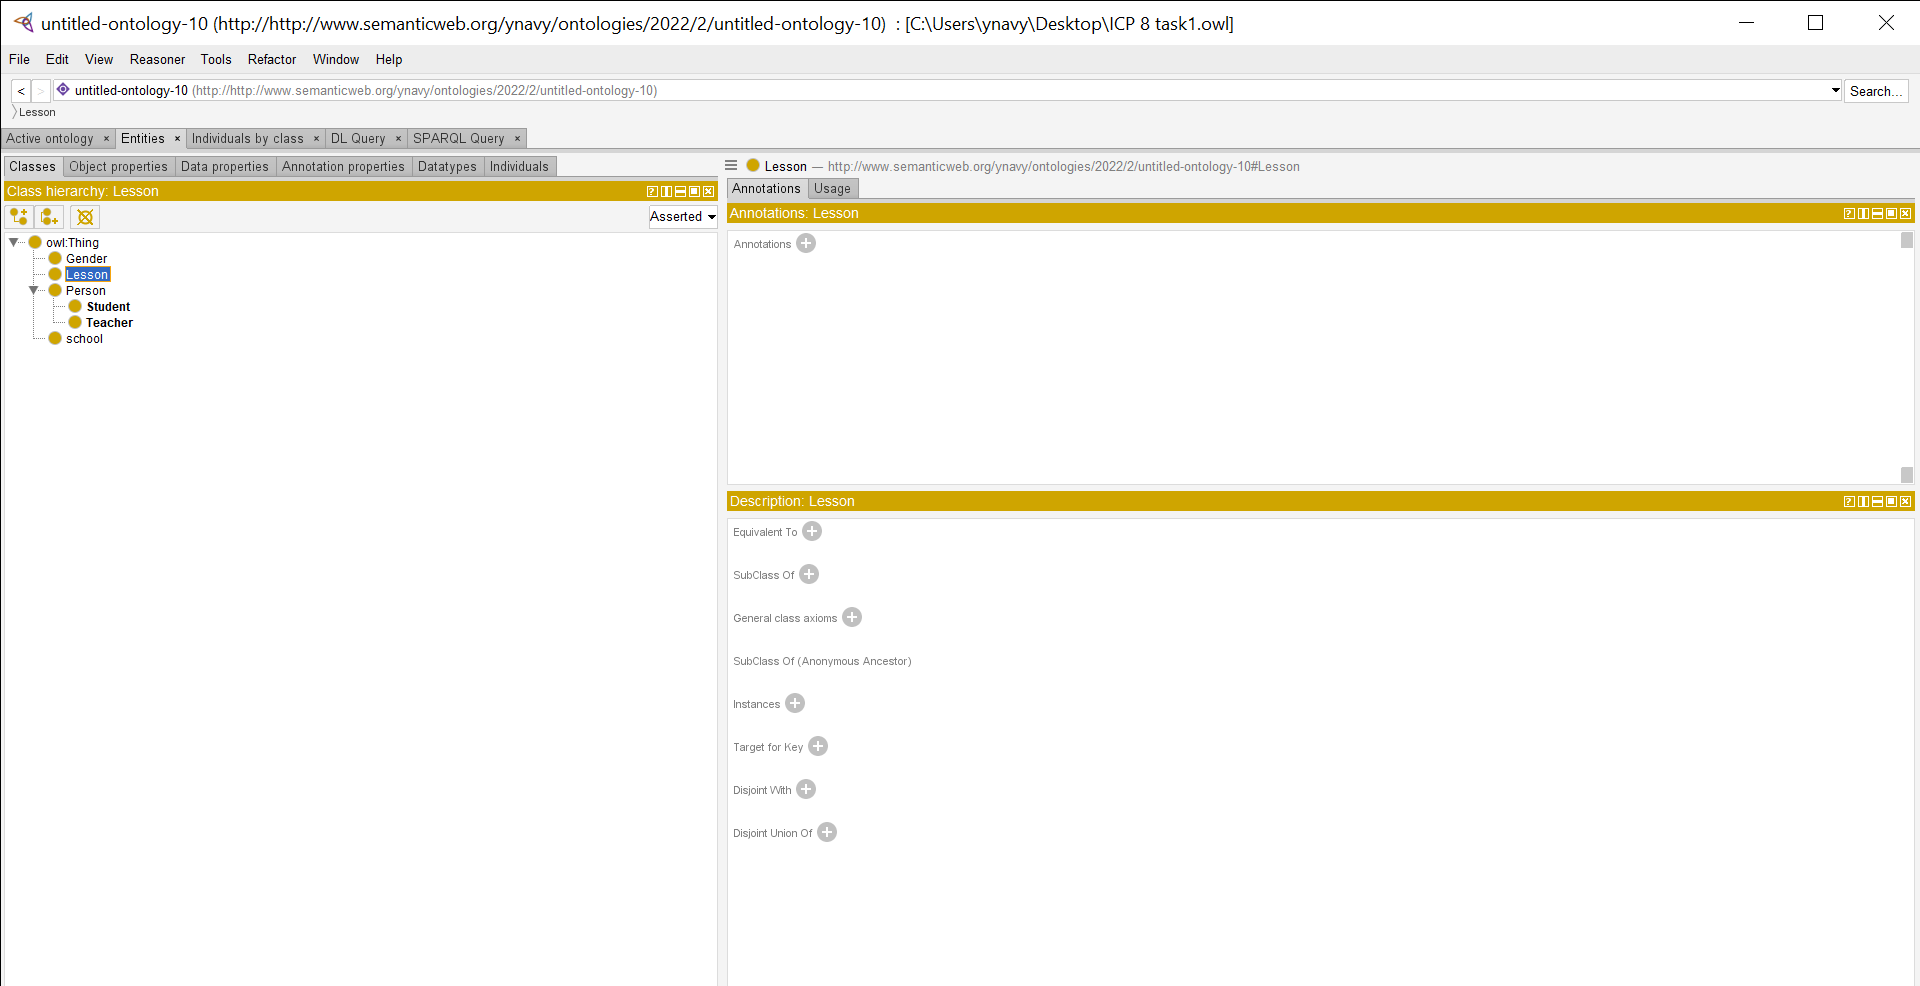 untitled-ontology-10 (http://http://www.semanticweb.org/ynavy/ontologies/2022/2/untitled-ontology-10) : [C:\Users\ynavy\Desktop\ICP 8 task1.owl]
File Edit View Reasoner Tools Refactor Window Help
< > untitled-ontology-10 (http://http://www.semanticweb.org/ynavy/ontologies/2022/2/untitled-ontology-10) Search...
Lesson
Active ontology × Entities × Individuals by class × DL Query × SPARQL Query ×
Classes Object properties Data properties Annotation properties Datatypes Individuals
Class hierarchy: Lesson
Asserted
owl:Thing
Gender
Lesson
Person
Student
Teacher
school
Lesson — http://www.semanticweb.org/ynavy/ontologies/2022/2/untitled-ontology-10#Lesson
Annotations Usage
Annotations: Lesson
Annotations
Description: Lesson
Equivalent To
SubClass Of
General class axioms
SubClass Of (Anonymous Ancestor)
Instances
Target for Key
Disjoint With
Disjoint Union Of